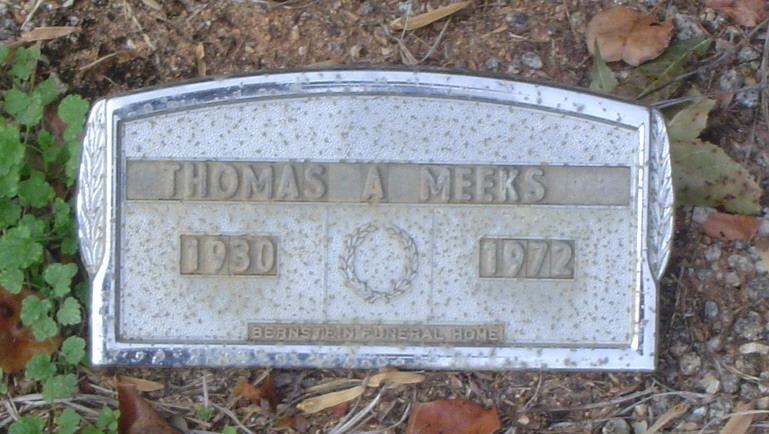 THOMAS A MEEKS
1930 1972
BERNSTEIN FUNERAL HOME